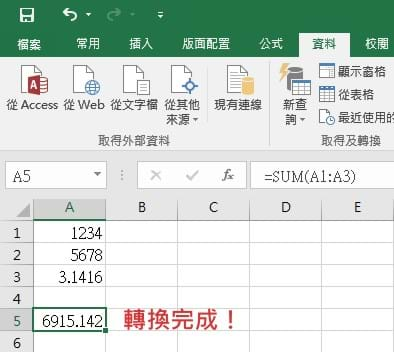 檔案 常用 插入 版面配置 公式 資料 校閱
從 Access 從 Web 從文字檔 從其他來源 現有連線 新查詢 顯示窗格
從表格
最近使用的
取得外部資料 取得及轉換
A5 fx =SUM(A1:A3)
A B C D E
1 1234
2 5678
3 3.1416
4
5 6915.142 轉換完成！
6